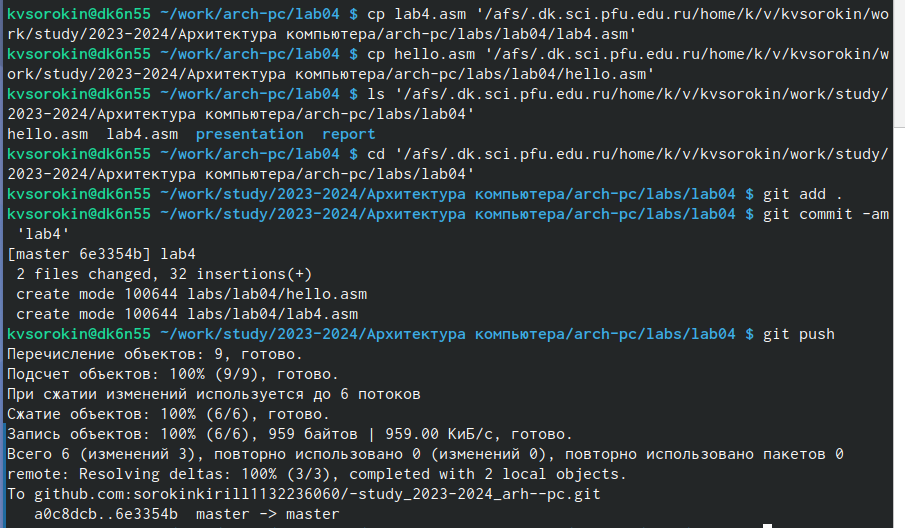 kvsorokin@dk6n55 ~/work/arch-pc/lab04 $ cp lab4.asm '/afs/.dk.sci.pfu.edu.ru/home/k/v/kvsorokin/wo
rk/study/2023-2024/Архитектура компьютера/arch-pc/labs/lab04/lab4.asm'
kvsorokin@dk6n55 ~/work/arch-pc/lab04 $ cp hello.asm '/afs/.dk.sci.pfu.edu.ru/home/k/v/kvsorokin/w
ork/study/2023-2024/Архитектура компьютера/arch-pc/labs/lab04/hello.asm'
kvsorokin@dk6n55 ~/work/arch-pc/lab04 $ ls '/afs/.dk.sci.pfu.edu.ru/home/k/v/kvsorokin/work/study/
2023-2024/Архитектура компьютера/arch-pc/labs/lab04'
hello.asm  lab4.asm  presentation  report
kvsorokin@dk6n55 ~/work/arch-pc/lab04 $ cd '/afs/.dk.sci.pfu.edu.ru/home/k/v/kvsorokin/work/study/
2023-2024/Архитектура компьютера/arch-pc/labs/lab04'
kvsorokin@dk6n55 ~/work/study/2023-2024/Архитектура компьютера/arch-pc/labs/lab04 $ git add .
kvsorokin@dk6n55 ~/work/study/2023-2024/Архитектура компьютера/arch-pc/labs/lab04 $ git commit -am
 'lab4'
[master 6e3354b] lab4
 2 files changed, 32 insertions(+)
 create mode 100644 labs/lab04/hello.asm
 create mode 100644 labs/lab04/lab4.asm
kvsorokin@dk6n55 ~/work/study/2023-2024/Архитектура компьютера/arch-pc/labs/lab04 $ git push
Перечисление объектов: 9, готово.
Подсчет объектов: 100% (9/9), готово.
При сжатии изменений используется до 6 потоков
Сжатие объектов: 100% (6/6), готово.
Запись объектов: 100% (6/6), 959 байтов | 959.00 КиБ/с, готово.
Всего 6 (изменений 3), повторно использовано 0 (изменений 0), повторно использовано пакетов 0
remote: Resolving deltas: 100% (3/3), completed with 2 local objects.
To github.com:sorokinkirill1132236060/-study_2023-2024_arh--pc.git
   a0c8dcb..6e3354b  master -> master